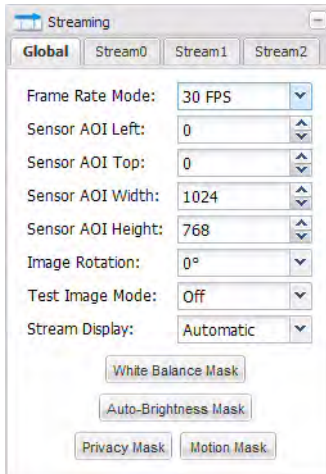 Streaming
Global Stream0 Stream1 Stream2
Frame Rate Mode: 30 FPS
Sensor AOI Left: 0
Sensor AOI Top: 0
Sensor AOI Width: 1024
Sensor AOI Height: 768
Image Rotation: 0°
Test Image Mode: Off
Stream Display: Automatic
White Balance Mask
Auto-Brightness Mask
Privacy Mask Motion Mask